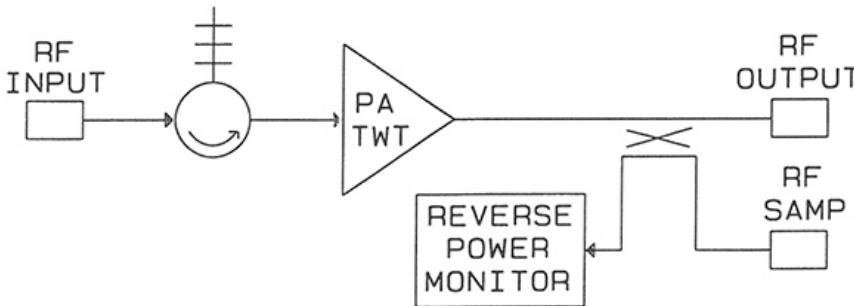 RF
INPUT
PA
TWT
RF
OUTPUT
RF
SAMP
REVERSE
POWER
MONITOR